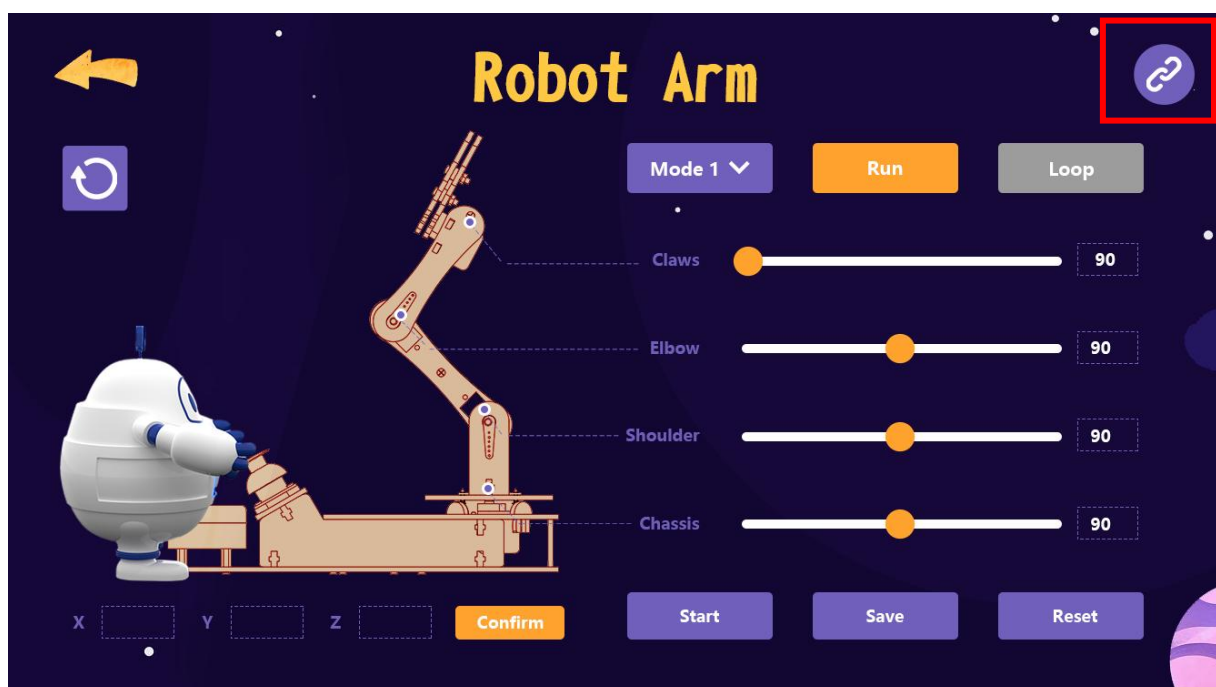 Robot Arm
Mode 1
Run
Loop
Claws
90
Elbow
90
Shoulder
90
Chassis
90
X
Y
Z
Confirm
Start
Save
Reset